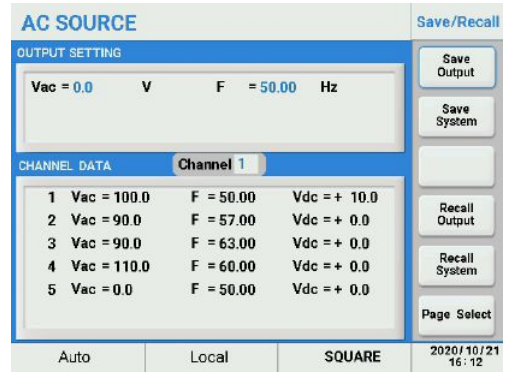 AC SOURCE
Save/Recall
OUTPUT SETTING
Vac = 0.0 V F = 50.00 Hz
Save
Output
Save
System
CHANNEL DATA Channel 1
1 Vac = 100.0 F = 50.00 Vdc = + 10.0
2 Vac = 90.0 F = 57.00 Vdc = + 0.0
3 Vac = 90.0 F = 63.00 Vdc = + 0.0
4 Vac = 110.0 F = 60.00 Vdc = + 0.0
5 Vac = 0.0 F = 50.00 Vdc = + 0.0
Recall
Output
Recall
System
Page Select
Auto Local SQUARE
2020/10/21
16:12